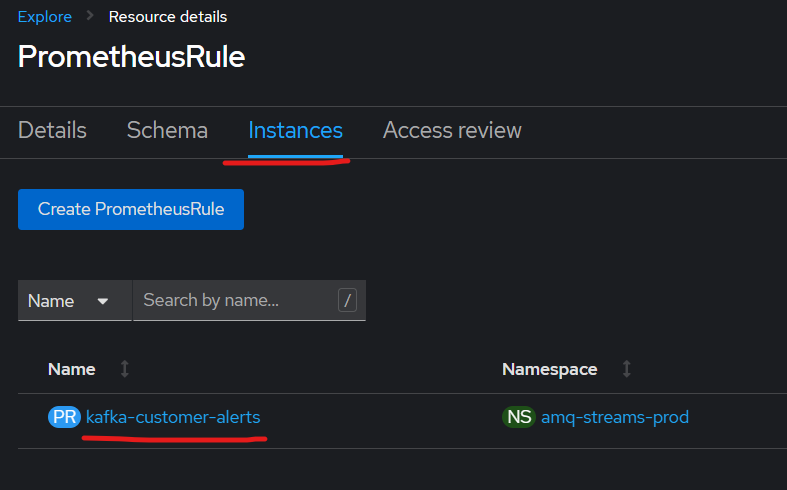 Explore > Resource details
PrometheusRule
Details Schema Instances Access review
Create PrometheusRule
Name Search by name... /
Name Namespace
PR kafka-customer-alerts NS amq-streams-prod